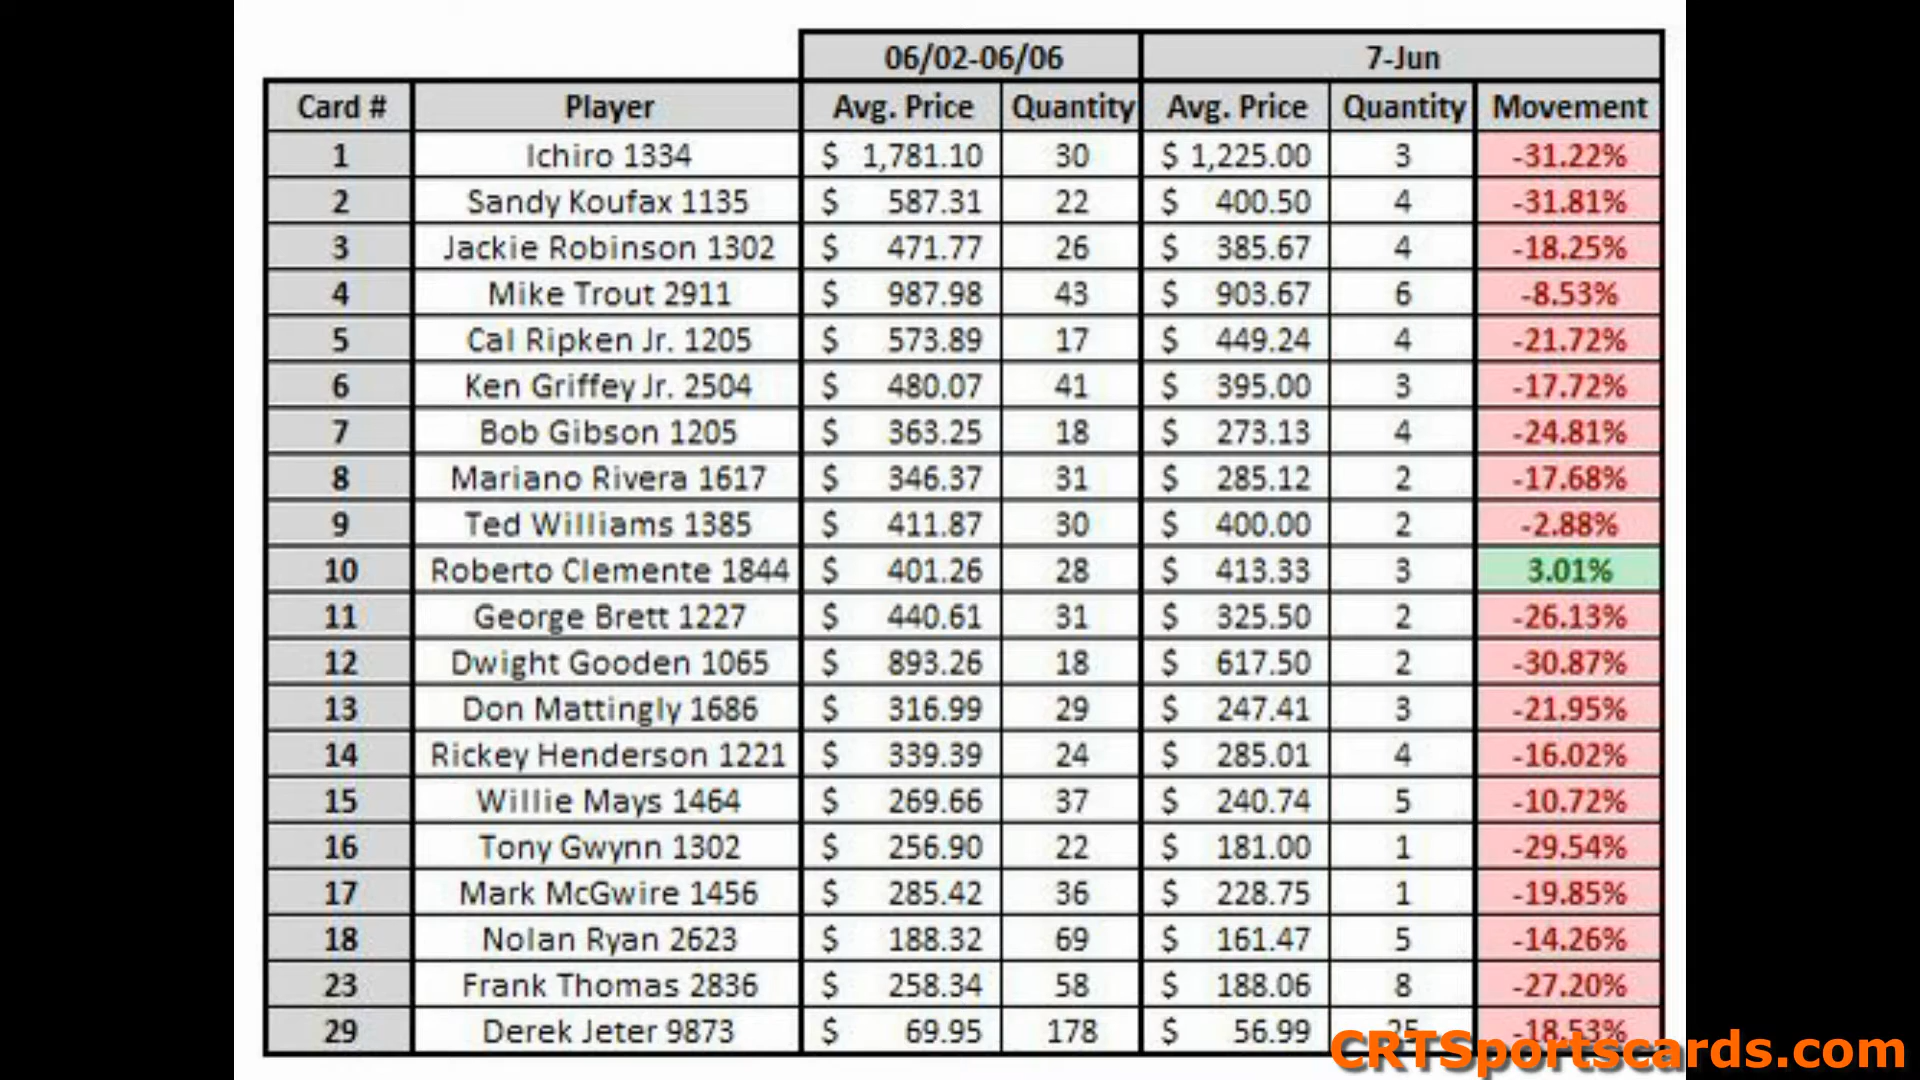 06/02-06/06 7-Jun
Card # Player Avg. Price Quantity Avg. Price Quantity Movement
1 Ichiro 1334 $ 1,781.10 30 $ 1,225.00 3 -31.22%
2 Sandy Koufax 1135 $ 587.31 22 $ 400.50 4 -31.81%
3 Jackie Robinson 1302 $ 471.77 26 $ 385.67 4 -18.25%
4 Mike Trout 2911 $ 987.98 43 $ 903.67 6 -8.53%
5 Cal Ripken Jr. 1205 $ 573.89 17 $ 449.24 4 -21.72%
6 Ken Griffey Jr. 2504 $ 480.07 41 $ 395.00 3 -17.72%
7 Bob Gibson 1205 $ 363.25 18 $ 273.13 4 -24.81%
8 Mariano Rivera 1617 $ 346.37 31 $ 285.12 2 -17.68%
9 Ted Williams 1385 $ 411.87 30 $ 400.00 2 -2.88%
10 Roberto Clemente 1844 $ 401.26 28 $ 413.33 3 3.01%
11 George Brett 1227 $ 440.61 31 $ 325.50 2 -26.13%
12 Dwight Gooden 1065 $ 893.26 18 $ 617.50 2 -30.87%
13 Don Mattingly 1686 $ 316.99 29 $ 247.41 3 -21.95%
14 Rickey Henderson 1221 $ 339.39 24 $ 285.01 4 -16.02%
15 Willie Mays 1464 $ 269.66 37 $ 240.74 5 -10.72%
16 Tony Gwynn 1302 $ 256.90 22 $ 181.00 1 -29.54%
17 Mark McGwire 1456 $ 285.42 36 $ 228.75 1 -19.85%
18 Nolan Ryan 2623 $ 188.32 69 $ 161.47 5 -14.26%
23 Frank Thomas 2836 $ 258.34 58 $ 188.06 8 -27.20%
29 Derek Jeter 9873 $ 69.95 178 $ 56.99 25 -18.53%
CRTSportscards.com